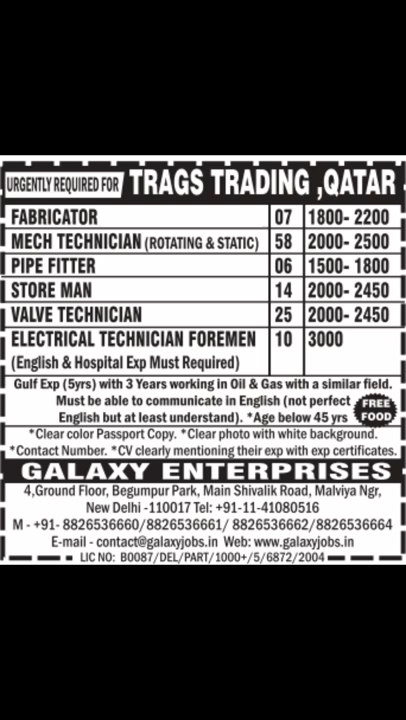 URGENTLY REQUIRED FOR TRAGS TRADING ,QATAR
FABRICATOR 07 1800- 2200
MECH TECHNICIAN (ROTATING & STATIC) 58 2000- 2500
PIPE FITTER 06 1500- 1800
STORE MAN 14 2000- 2450
VALVE TECHNICIAN 25 2000- 2450
ELECTRICAL TECHNICIAN FOREMEN 10 3000
(English & Hospital Exp Must Required)
Gulf Exp (5yrs) with 3 Years working in Oil & Gas with a similar field.
Must be able to communicate in English (not perfect
English but at least understand). *Age below 45 yrs
FREE
FOOD
*Clear color Passport Copy. *Clear photo with white background.
*Contact Number. *CV clearly mentioning their exp with exp certificates.
GALAXY ENTERPRISES
4,Ground Floor, Begumpur Park, Main Shivalik Road, Malviya Ngr,
New Delhi -110017 Tel: +91-11-41080516
M - +91- 8826536660/8826536661/ 8826536662/8826536664
E-mail - contact@galaxyjobs.in Web: www.galaxyjobs.in
LIC NO: B0087/DEL/PART/1000+/5/6872/2004